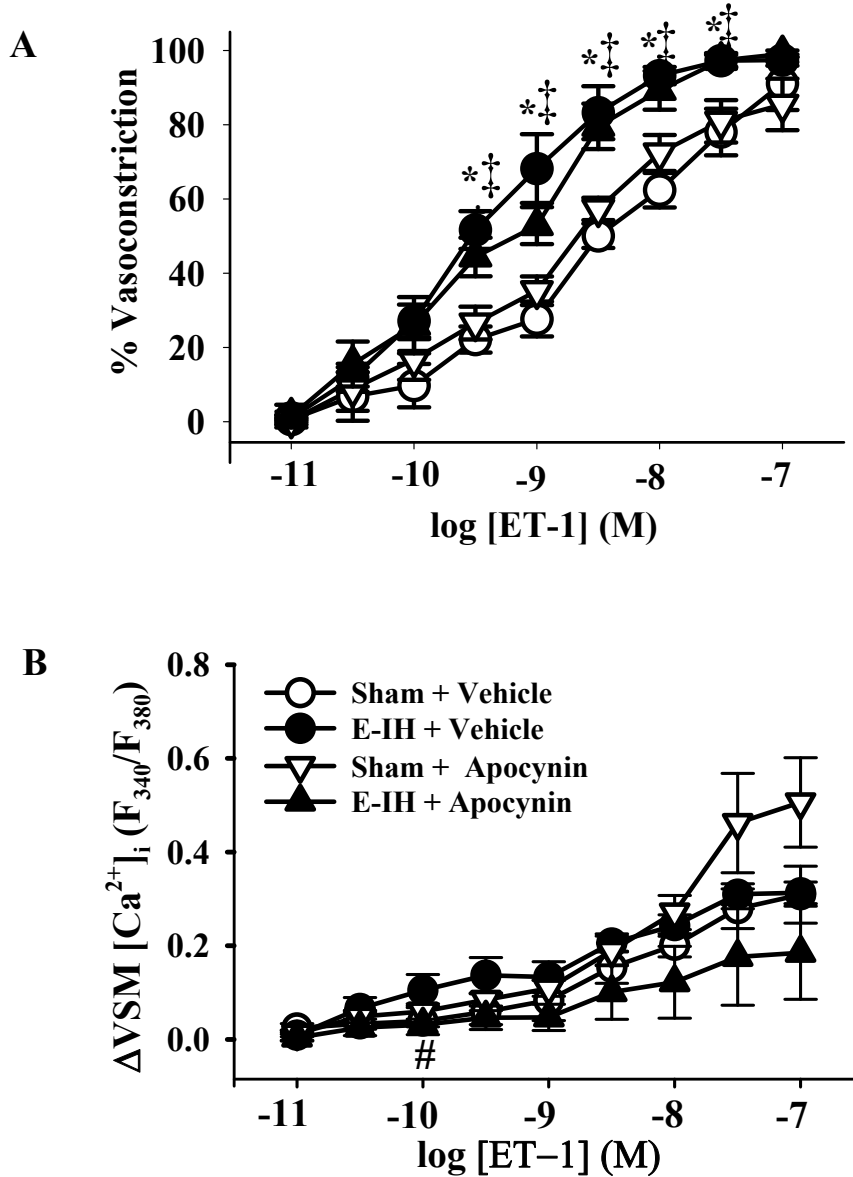 A
% Vasoconstriction
100
80
60
40
20
0
*‡
*‡
*‡
*‡
*‡
-11
-10
-9
-8
-7
log [ET-1] (M)
B
ΔVSM [Ca²⁺]ᵢ (F₃₄₀/F₃₈₀)
0.8
0.6
0.4
0.2
0.0
Sham + Vehicle
E-IH + Vehicle
Sham + Apocynin
E-IH + Apocynin
#
-11
-10
-9
-8
-7
log [ET−1] (M)